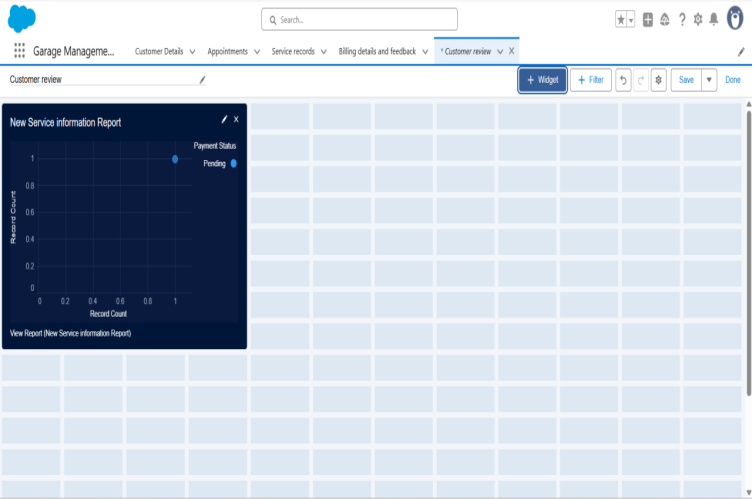 Search...
Garage Manageme...
Customer Details
Appointments
Service records
Billing details and feedback
* Customer review
Customer review
+ Widget
+ Filter
Save
Done
New Service information Report
Payment Status
Pending
Record Count
1
0.8
0.6
0.4
0.2
0
0 0.2 0.4 0.6 0.8 1
Record Count
View Report (New Service information Report)